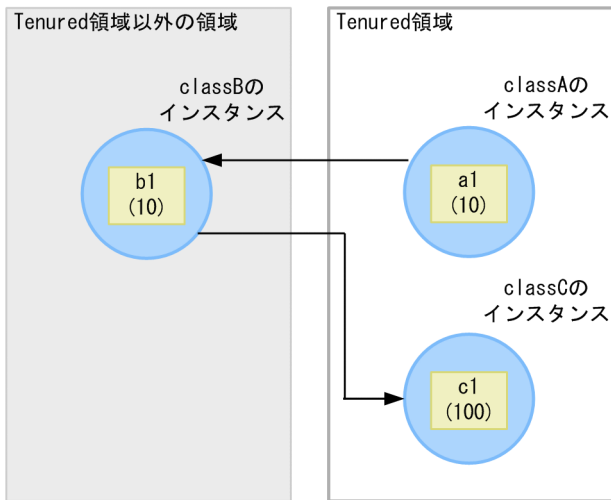 Tenured領域以外の領域
classBの
インスタンス
b1
(10)
Tenured領域
classAの
インスタンス
a1
(10)
classCの
インスタンス
c1
(100)